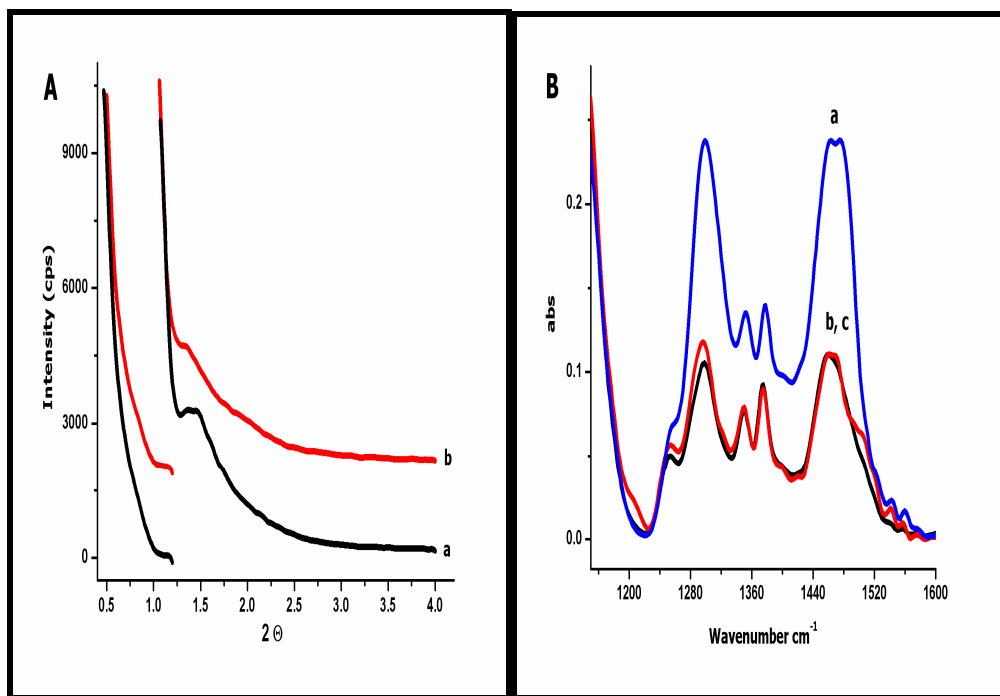 A
Intensity (cps)
9000
6000
3000
0
b
a
0.5 1.0 1.5 2.0 2.5 3.0 3.5 4.0
2 Θ
B
abs
0.2
0.1
0.0
a
b, c
1200 1280 1360 1440 1520 1600
Wavenumber cm⁻¹